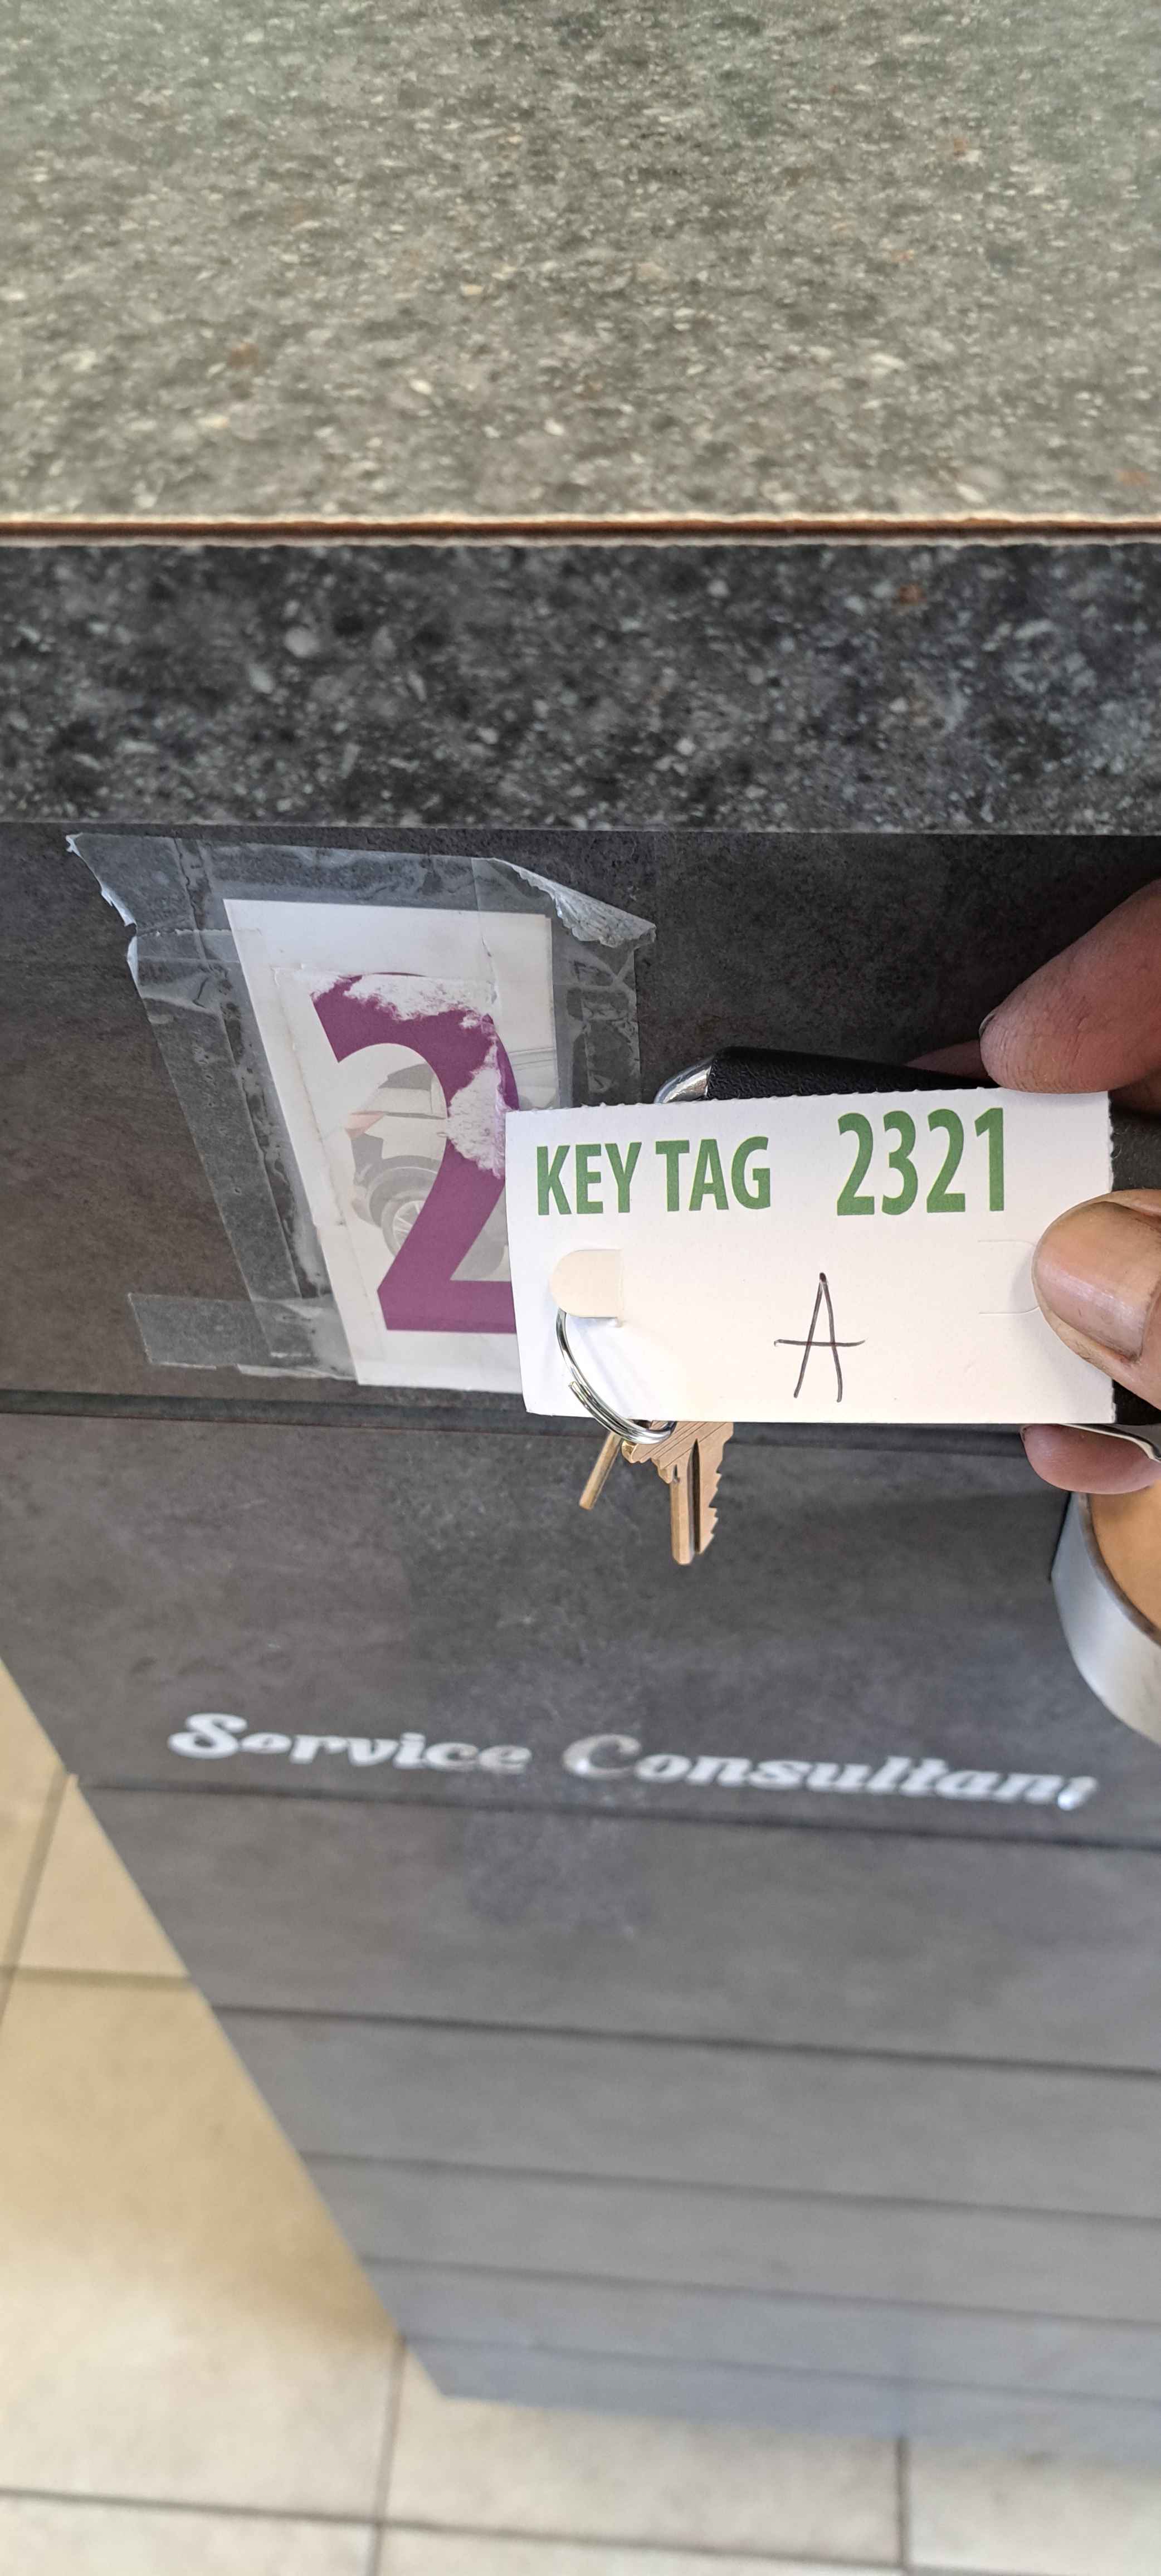 2
KEY TAG 2321
A
Service Consultant